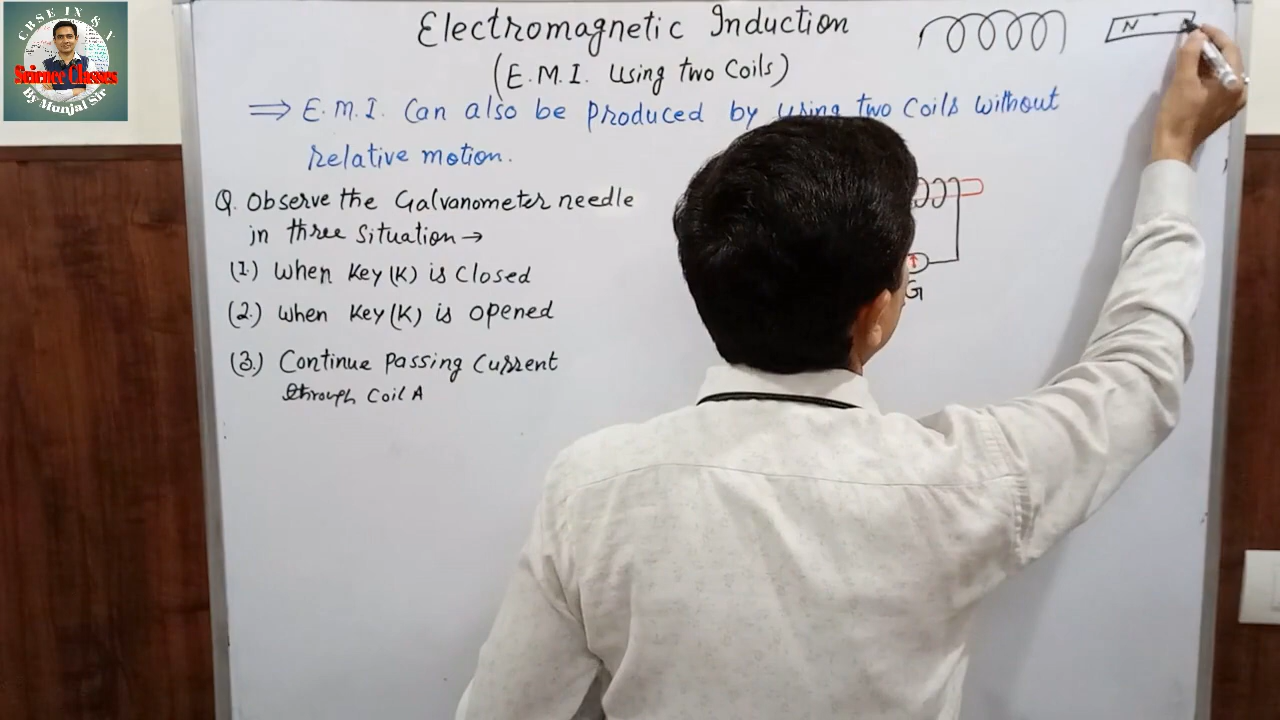 CBSE IX & X
Science Classes
By Munjal Sir
Electromagnetic Induction
(E.M.I. Using Two Coils)
⟹ E.M.I. Can also be produced by using two Coils without
relative motion.
N
Q. Observe the Galvanometer needle
in three Situation →
(1.) When Key (K) is Closed
(2.) When Key (K) is opened
(3.) Continue Passing Current
through Coil A
G